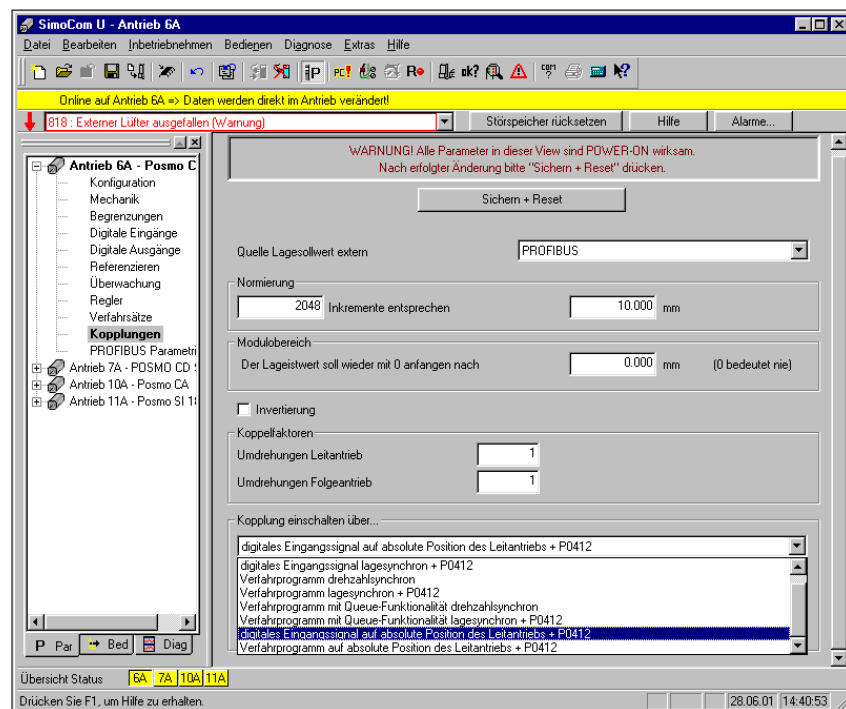 SimoCom U - Antrieb 6A
Datei Bearbeiten Inbetriebnehmen Bedienen Diagnose Extras Hilfe
Online auf Antrieb 6A => Daten werden direkt im Antrieb verändert!
818 : Externer Lüfter ausgefallen (Warnung)
Störspeicher rücksetzen
Hilfe
Alarme...
Antrieb 6A - Posmo C
Konfiguration
Mechanik
Begrenzungen
Digitale Eingänge
Digitale Ausgänge
Referenzieren
Überwachung
Regler
Verfahrsätze
Kopplungen
PROFIBUS Parametri
Antrieb 7A - POSMO CD
Antrieb 10A - Posmo CA
Antrieb 11A - Posmo SI 1
P Par Bed Diag
WARNUNG! Alle Parameter in dieser View sind POWER-ON wirksam.
Nach erfolgter Änderung bitte "Sichern + Reset" drücken.
Sichern + Reset
Quelle Lagesollwert extern PROFIBUS
Normierung
2048 Inkremente entsprechen 10.000 mm
Modulobereich
Der Lageistwert soll wieder mit 0 anfangen nach 0.000 mm (0 bedeutet nie)
Invertierung
Koppelfaktoren
Umdrehungen Leitantrieb 1
Umdrehungen Folgeantrieb 1
Kopplung einschalten über...
digitales Eingangssignal auf absolute Position des Leitantriebs + P0412
digitales Eingangssignal lagesynchron + P0412
Verfahrprogramm drehzahlsynchron
Verfahrprogramm lagesynchron + P0412
Verfahrprogramm mit Queue-Funktionalität drehzahlsynchron
Verfahrprogramm mit Queue-Funktionalität lagesynchron + P0412
digitales Eingangssignal auf absolute Position des Leitantriebs + P0412
Verfahrprogramm auf absolute Position des Leitantriebs + P0412
Übersicht Status 6A 7A 10A 11A
Drücken Sie F1, um Hilfe zu erhalten.
28.06.01 14:40:53